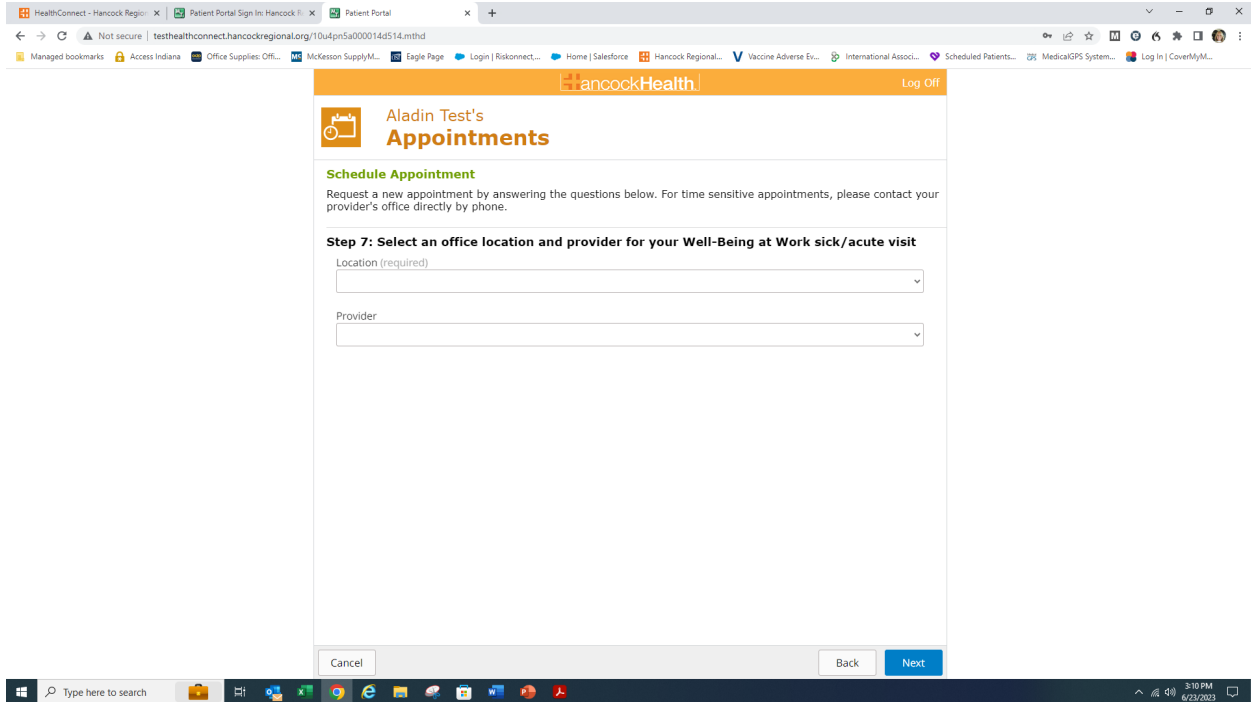 HealthConnect - Hancock Region
Patient Portal Sign In: Hancock R
Patient Portal
Not secure | testhealthconnect.hancockregional.org/10u4pn5a000014d514.mthd
Managed bookmarks
Access Indiana
Office Supplies: Offi...
McKesson SupplyM...
Eagle Page
Login | Riskonnect,...
Home | Salesforce
Hancock Regional...
Vaccine Adverse Ev...
International Associ...
Scheduled Patients...
MedicalGPS System...
Log In | CoverMyM...
HancockHealth
Log Off
Aladin Test's
Appointments
Schedule Appointment
Request a new appointment by answering the questions below. For time sensitive appointments, please contact your
provider's office directly by phone.
Step 7: Select an office location and provider for your Well-Being at Work sick/acute visit
Location (required)
Provider
Cancel
Back
Next
Type here to search
3:10 PM
6/23/2023